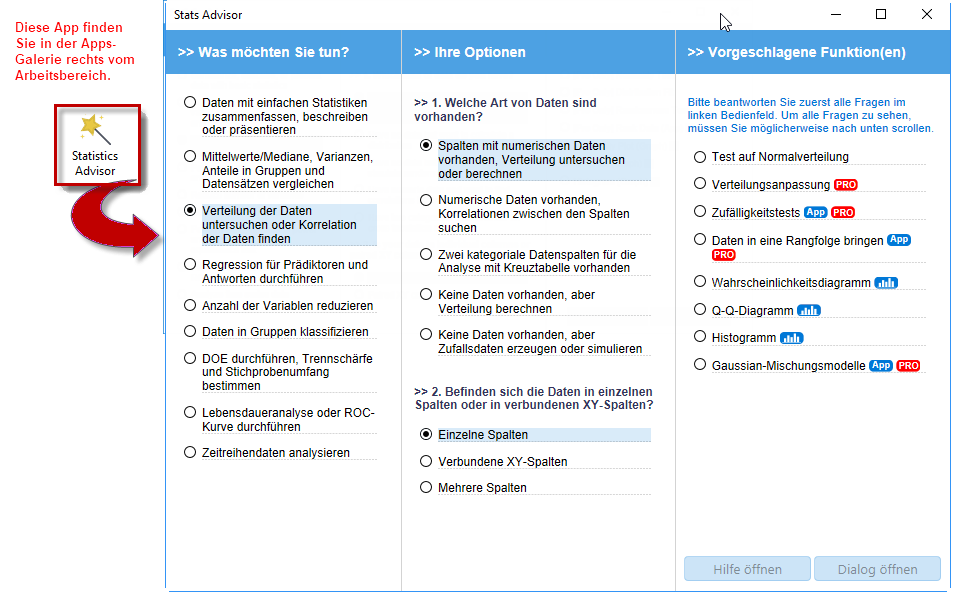 Diese App finden
Sie in der Apps-
Galerie rechts vom
Arbeitsbereich.
Statistics
Advisor
Stats Advisor
>> Was möchten Sie tun?
Daten mit einfachen Statistiken
zusammenfassen, beschreiben
oder präsentieren
Mittelwerte/Mediane, Varianzen,
Anteile in Gruppen und
Datensätzen vergleichen
Verteilung der Daten
untersuchen oder Korrelation
der Daten finden
Regression für Prädiktoren und
Antworten durchführen
Anzahl der Variablen reduzieren
Daten in Gruppen klassifizieren
DOE durchführen, Trennschärfe
und Stichprobenumfang
bestimmen
Lebensdaueranalyse oder ROC-
Kurve durchführen
Zeitreihendaten analysieren
>> Ihre Optionen
>> 1. Welche Art von Daten sind
vorhanden?
Spalten mit numerischen Daten
vorhanden, Verteilung untersuchen
oder berechnen
Numerische Daten vorhanden,
Korrelationen zwischen den Spalten
suchen
Zwei kategoriale Datenspalten für die
Analyse mit Kreuztabelle vorhanden
Keine Daten vorhanden, aber
Verteilung berechnen
Keine Daten vorhanden, aber
Zufallsdaten erzeugen oder simulieren
>> 2. Befinden sich die Daten in einzelnen
Spalten oder in verbundenen XY-Spalten?
Einzelne Spalten
Verbundene XY-Spalten
Mehrere Spalten
>> Vorgeschlagene Funktion(en)
Bitte beantworten Sie zuerst alle Fragen im
linken Bedienfeld. Um alle Fragen zu sehen,
müssen Sie möglicherweise nach unten scrollen.
Test auf Normalverteilung
Verteilungsanpassung PRO
Zufälligkeitstests App PRO
Daten in eine Rangfolge bringen App
PRO
Wahrscheinlichkeitsdiagramm
Q-Q-Diagramm
Histogramm
Gaussian-Mischungsmodelle App PRO
Hilfe öffnen
Dialog öffnen